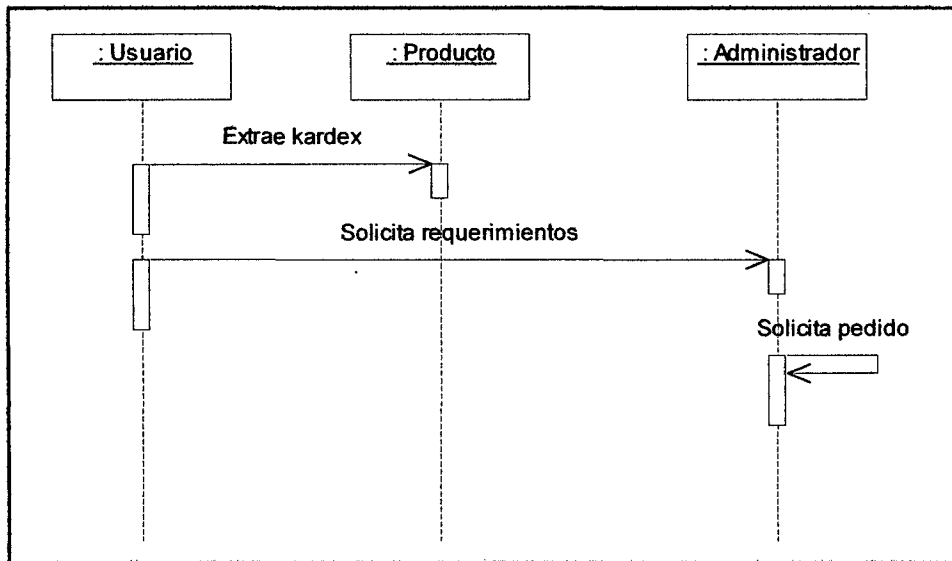 : Usuario
: Producto
: Administrador
Extrae kardex
Solicita requerimientos
Solicita pedido